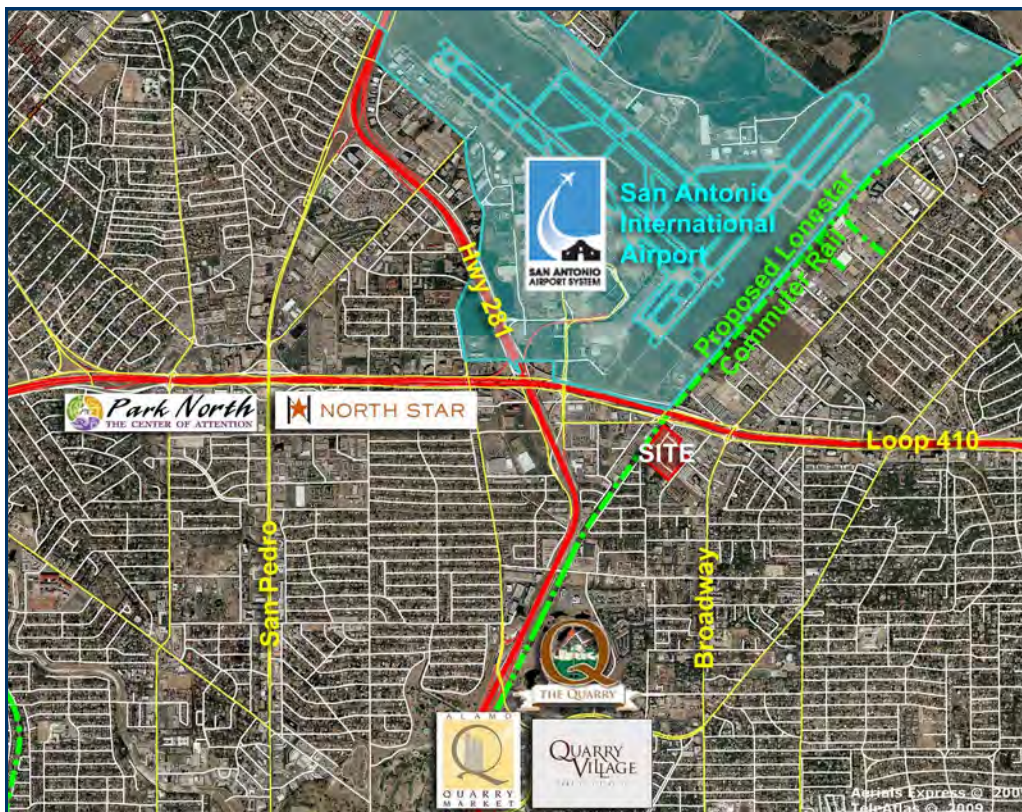 San Antonio
International
Airport
SAN ANTONIO
AIRPORT SYSTEM
Hwy 281
Proposed Lonestar
Commuter Rail
Park North
THE CENTER OF ATTENTION
NORTH STAR
SITE
Loop 410
San Pedro
Broadway
Q
THE QUARRY
ALAMO
Q
QUARRY
MARKET
QUARRY
VILLAGE
Aerials Express © 200
TeleAtlas © 2009